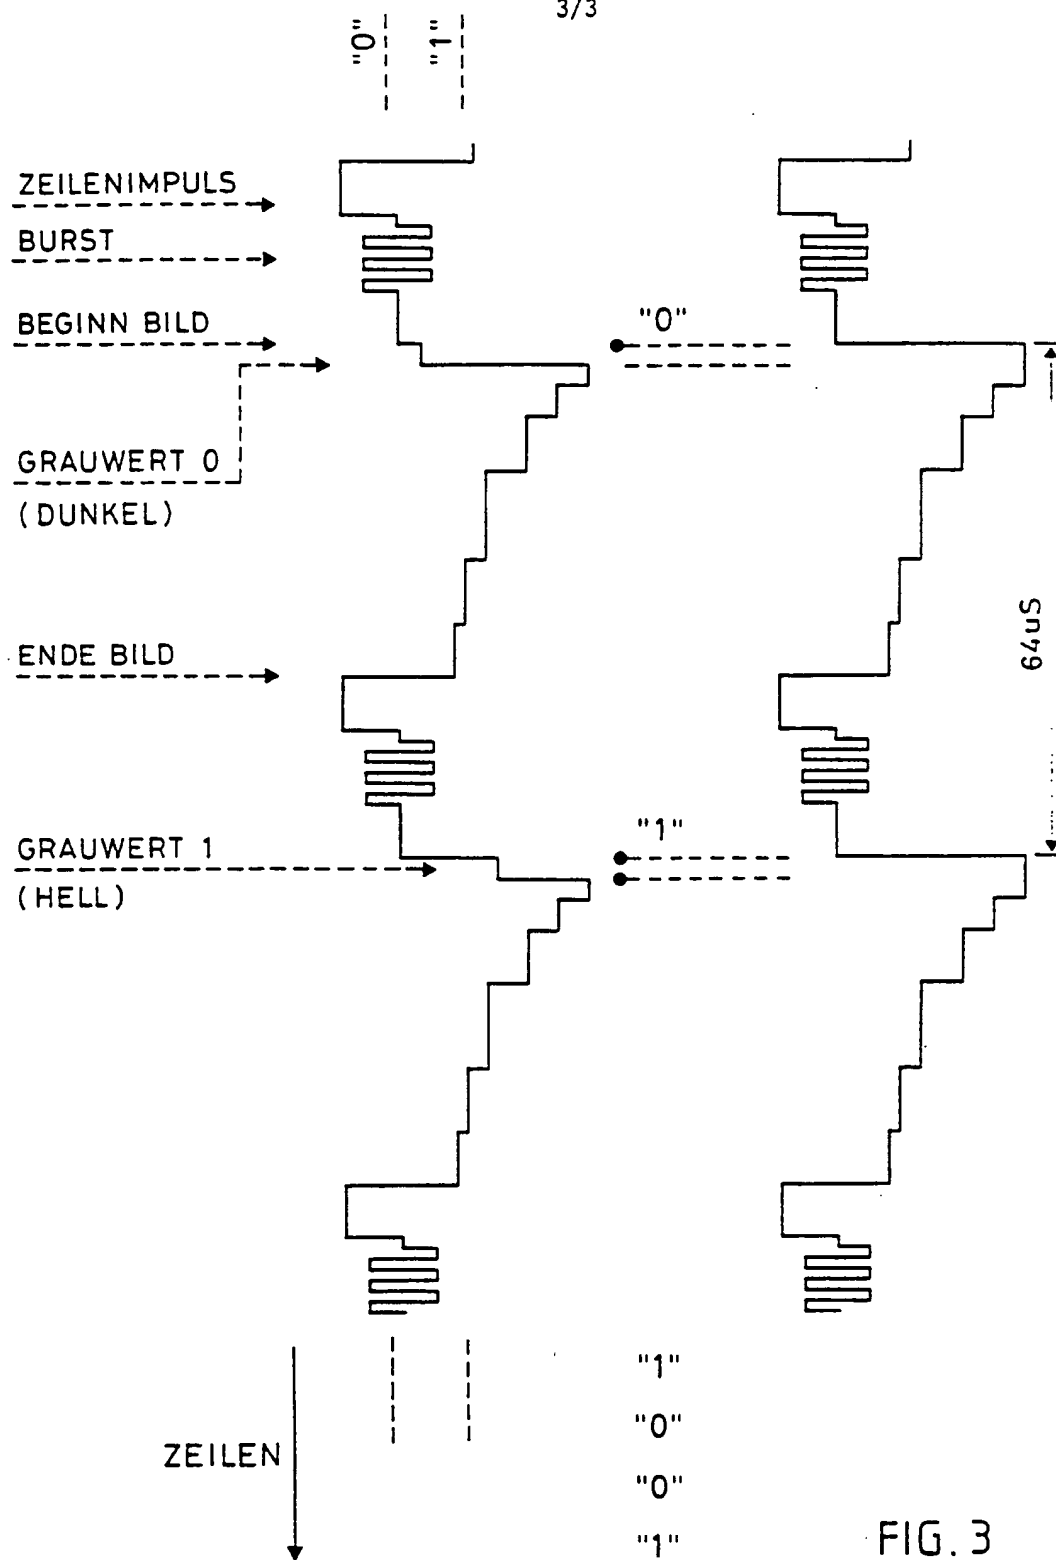 3/3
"0"
"1"
ZEILENIMPULS
BURST
BEGINN BILD
"0"
GRAUWERT 0
(DUNKEL)
64uS
ENDE BILD
"1"
GRAUWERT 1
(HELL)
"1"
"0"
ZEILEN
"0"
"1"
FIG. 3